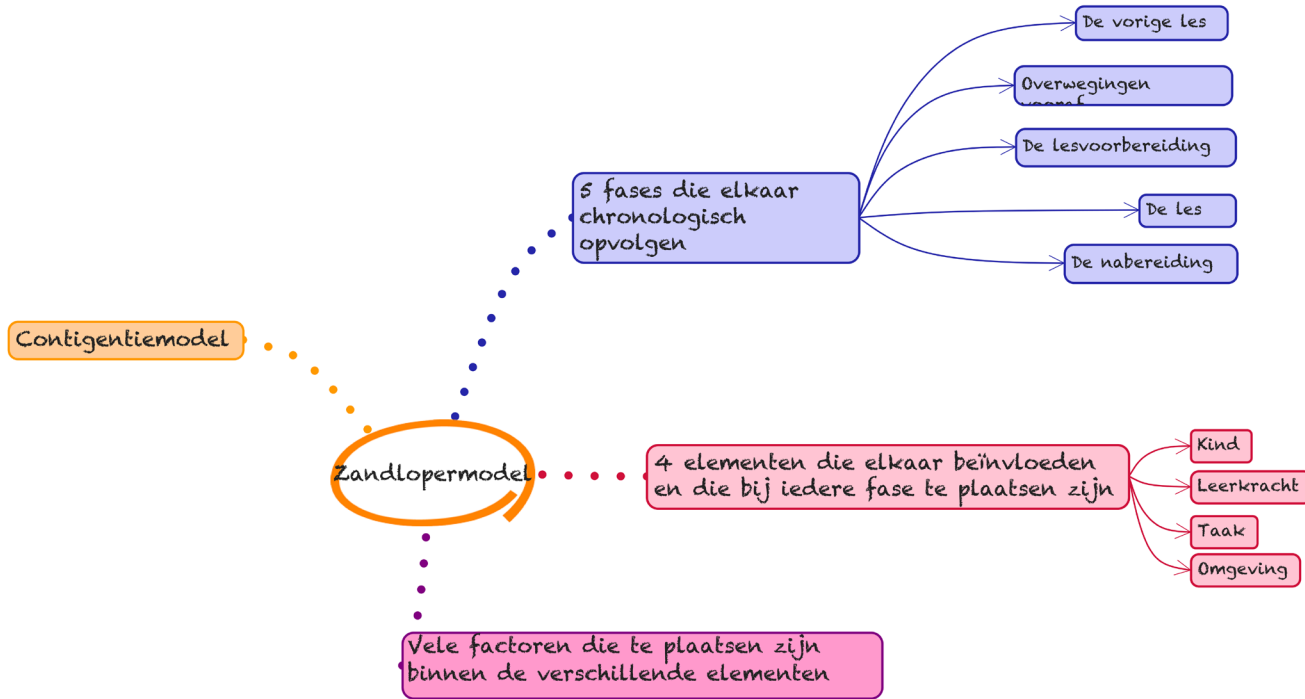 De vorige les
Overwegingen
De lesvoorbereiding
5 fases die elkaar
chronologisch
opvolgen
De les
De nabereiding
Contigentiemodel
Zandlopermodel
4 elementen die elkaar beïnvloeden
en die bij iedere fase te plaatsen zijn
Kind
Leerkracht
Taak
Omgeving
Vele factoren die te plaatsen zijn
binnen de verschillende elementen